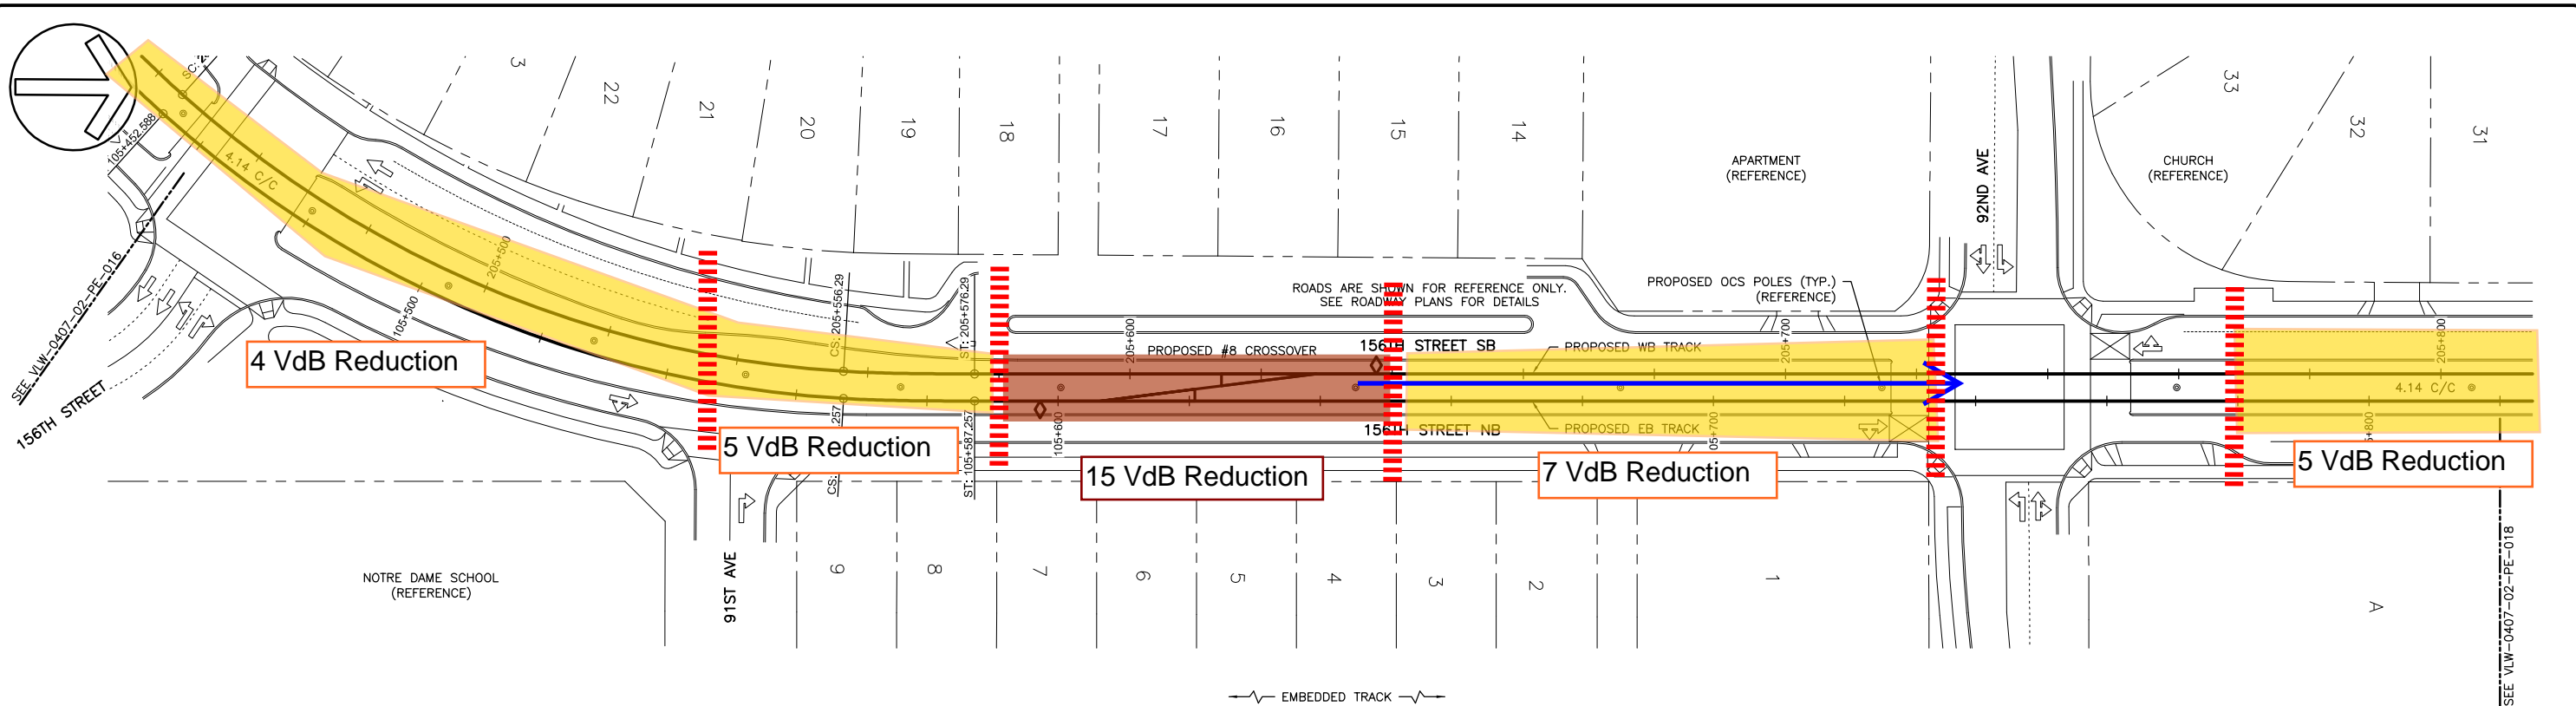 3
22
21
20
19
18
17
16
15
14
33
32
31
105+452.588
4.14 C/C
APARTMENT
(REFERENCE)
92ND AVE
CHURCH
(REFERENCE)
205+500
105+500
CS: 205+556.29
ST: 205+576.29
ROADS ARE SHOWN FOR REFERENCE ONLY.
SEE ROADWAY PLANS FOR DETAILS
PROPOSED OCS POLES (TYP.)
(REFERENCE)
SEE VLW-0407-02-PE-016
156TH STREET
205+600
PROPOSED #8 CROSSOVER
156TH STREET SB
PROPOSED WB TRACK
205+700
205+800
4.14 C/C
4 VdB Reduction
5 VdB Reduction
15 VdB Reduction
7 VdB Reduction
5 VdB Reduction
ST: 105+587.257
105+600
156TH STREET NB
PROPOSED EB TRACK
NOTRE DAME SCHOOL
(REFERENCE)
91ST AVE
9
8
7
6
5
4
3
2
1
A
SEE VLW-0407-02-PE-018
EMBEDDED TRACK